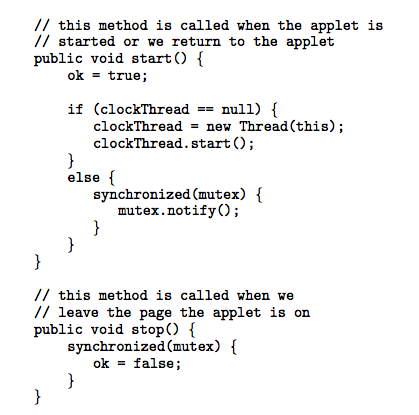 // this method is called when the applet is
// started or we return to the applet
public void start() {
    ok = true;

    if (clockThread == null) {
       clockThread = new Thread(this);
       clockThread.start();
    }
    else {
       synchronized(mutex) {
          mutex.notify();
       }
    }
}

// this method is called when we
// leave the page the applet is on
public void stop() {
    synchronized(mutex) {
       ok = false;
    }
}